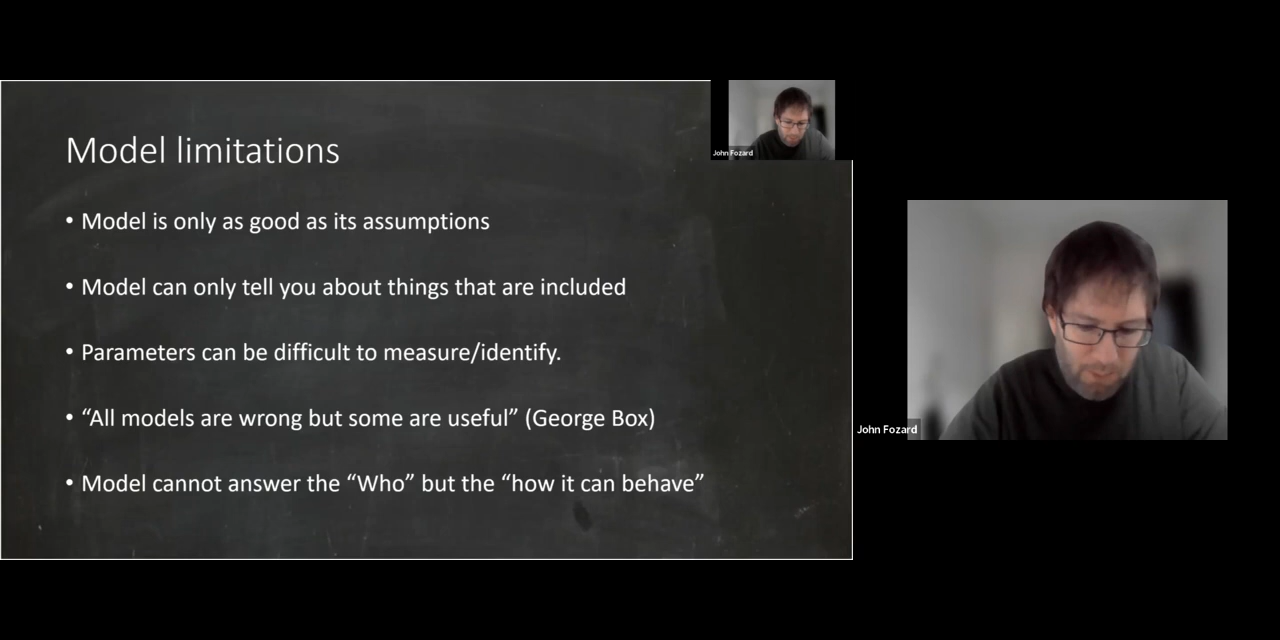 Model limitations
• Model is only as good as its assumptions
• Model can only tell you about things that are included
• Parameters can be difficult to measure/identify.
• “All models are wrong but some are useful” (George Box)
• Model cannot answer the “Who” but the “how it can behave”
John Fozard
John Fozard